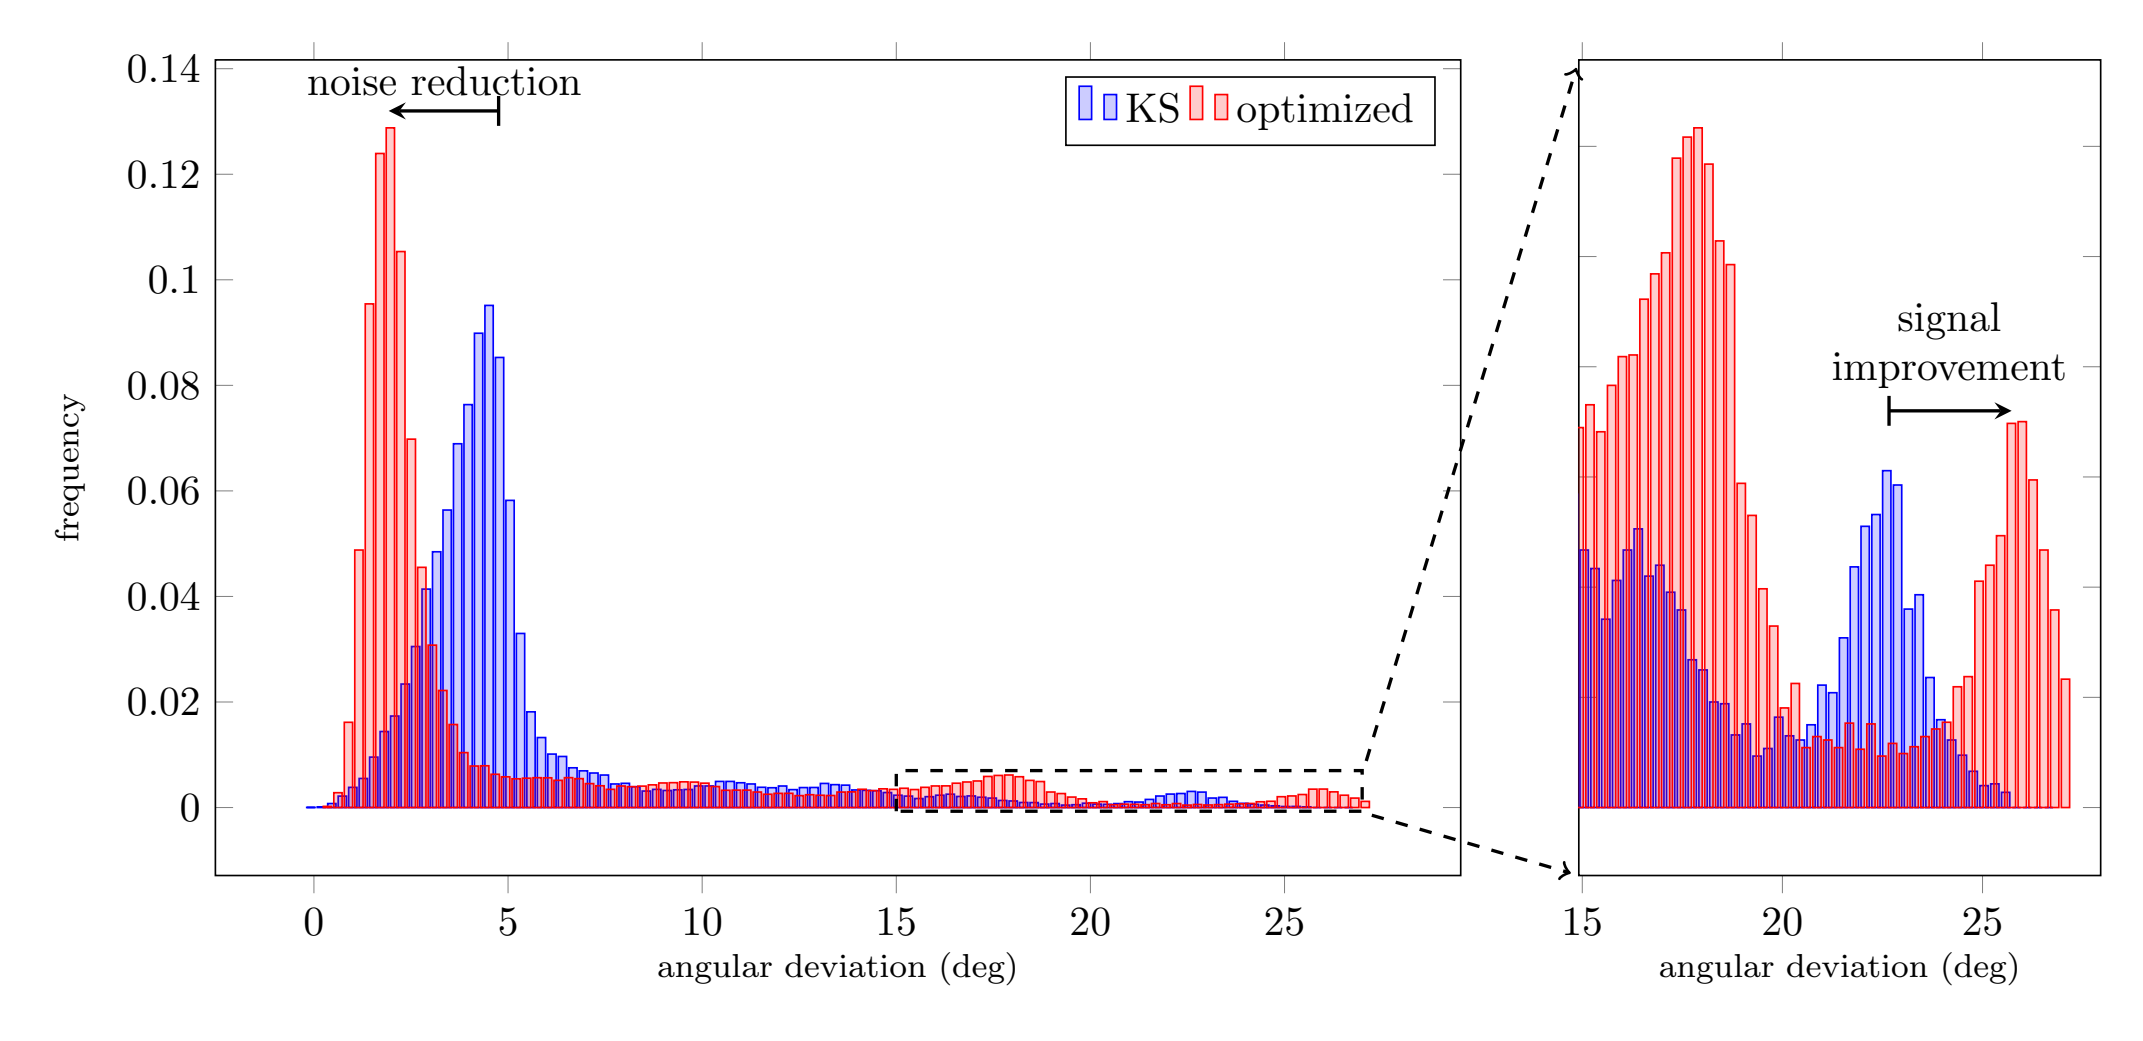 0.14
0.12
0.1
0.08
0.06
0.04
0.02
0
frequency
noise reduction
KS optimized
0 5 10 15 20 25
angular deviation (deg)
signal
improvement
15 20 25
angular deviation (deg)